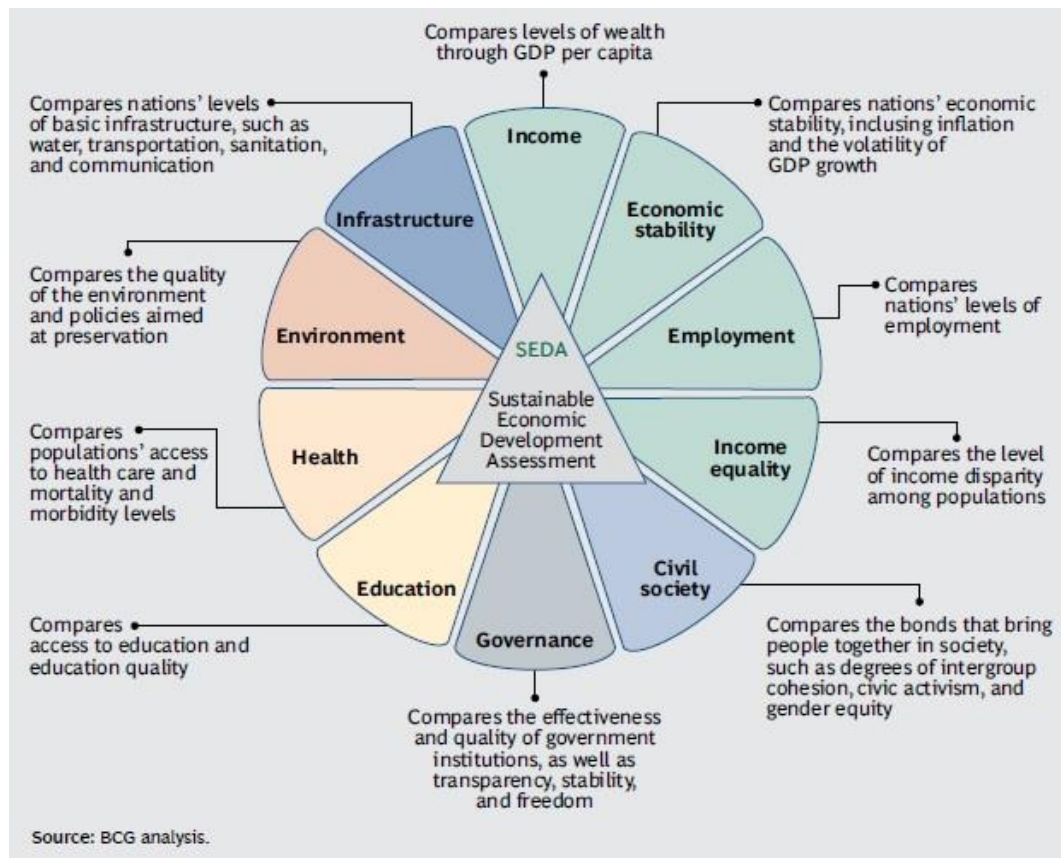 Compares levels of wealth
through GDP per capita
Income
Compares nations' economic
stability, inclusing inflation
and the volatility of
GDP growth
Economic
stability
Compares
nations' levels of
employment
Employment
Compares the level
of income disparity
among populations
Income
equality
Compares the bonds that bring
people together in society,
such as degrees of intergroup
cohesion, civic activism, and
gender equity
Civil
society
Compares the effectiveness
and quality of government
institutions, as well as
transparency, stability,
and freedom
Governance
Compares
access to education and
education quality
Education
Compares
populations' access
to health care and
mortality and
morbidity levels
Health
Compares the quality
of the environment
and policies aimed
at preservation
Environment
Compares nations' levels
of basic infrastructure, such as
water, transportation, sanitation,
and communication
Infrastructure
SEDA
Sustainable
Economic
Development
Assessment
Source: BCG analysis.